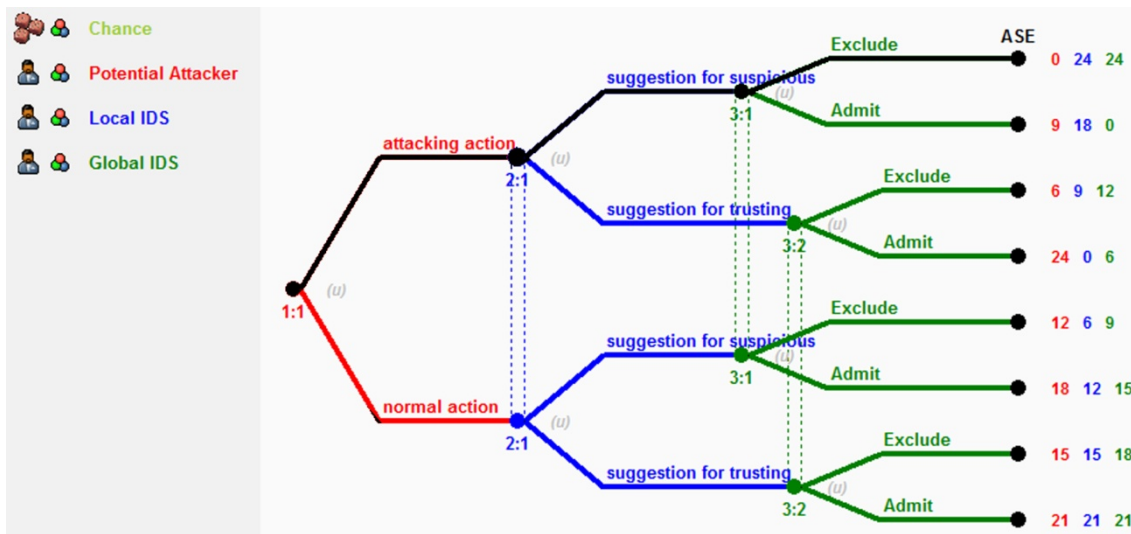 Chance
Potential Attacker
Local IDS
Global IDS
ASE
Exclude
0 24 24
suggestion for suspicious
(u)
3:1
Admit
9 18 0
attacking action
(u)
2:1
Exclude
6 9 12
suggestion for trusting
(u)
3:2
Admit
24 0 6
(u)
1:1
Exclude
12 6 9
suggestion for suspicious
(u)
3:1
Admit
18 12 15
normal action
(u)
2:1
Exclude
15 15 18
suggestion for trusting
(u)
3:2
Admit
21 21 21